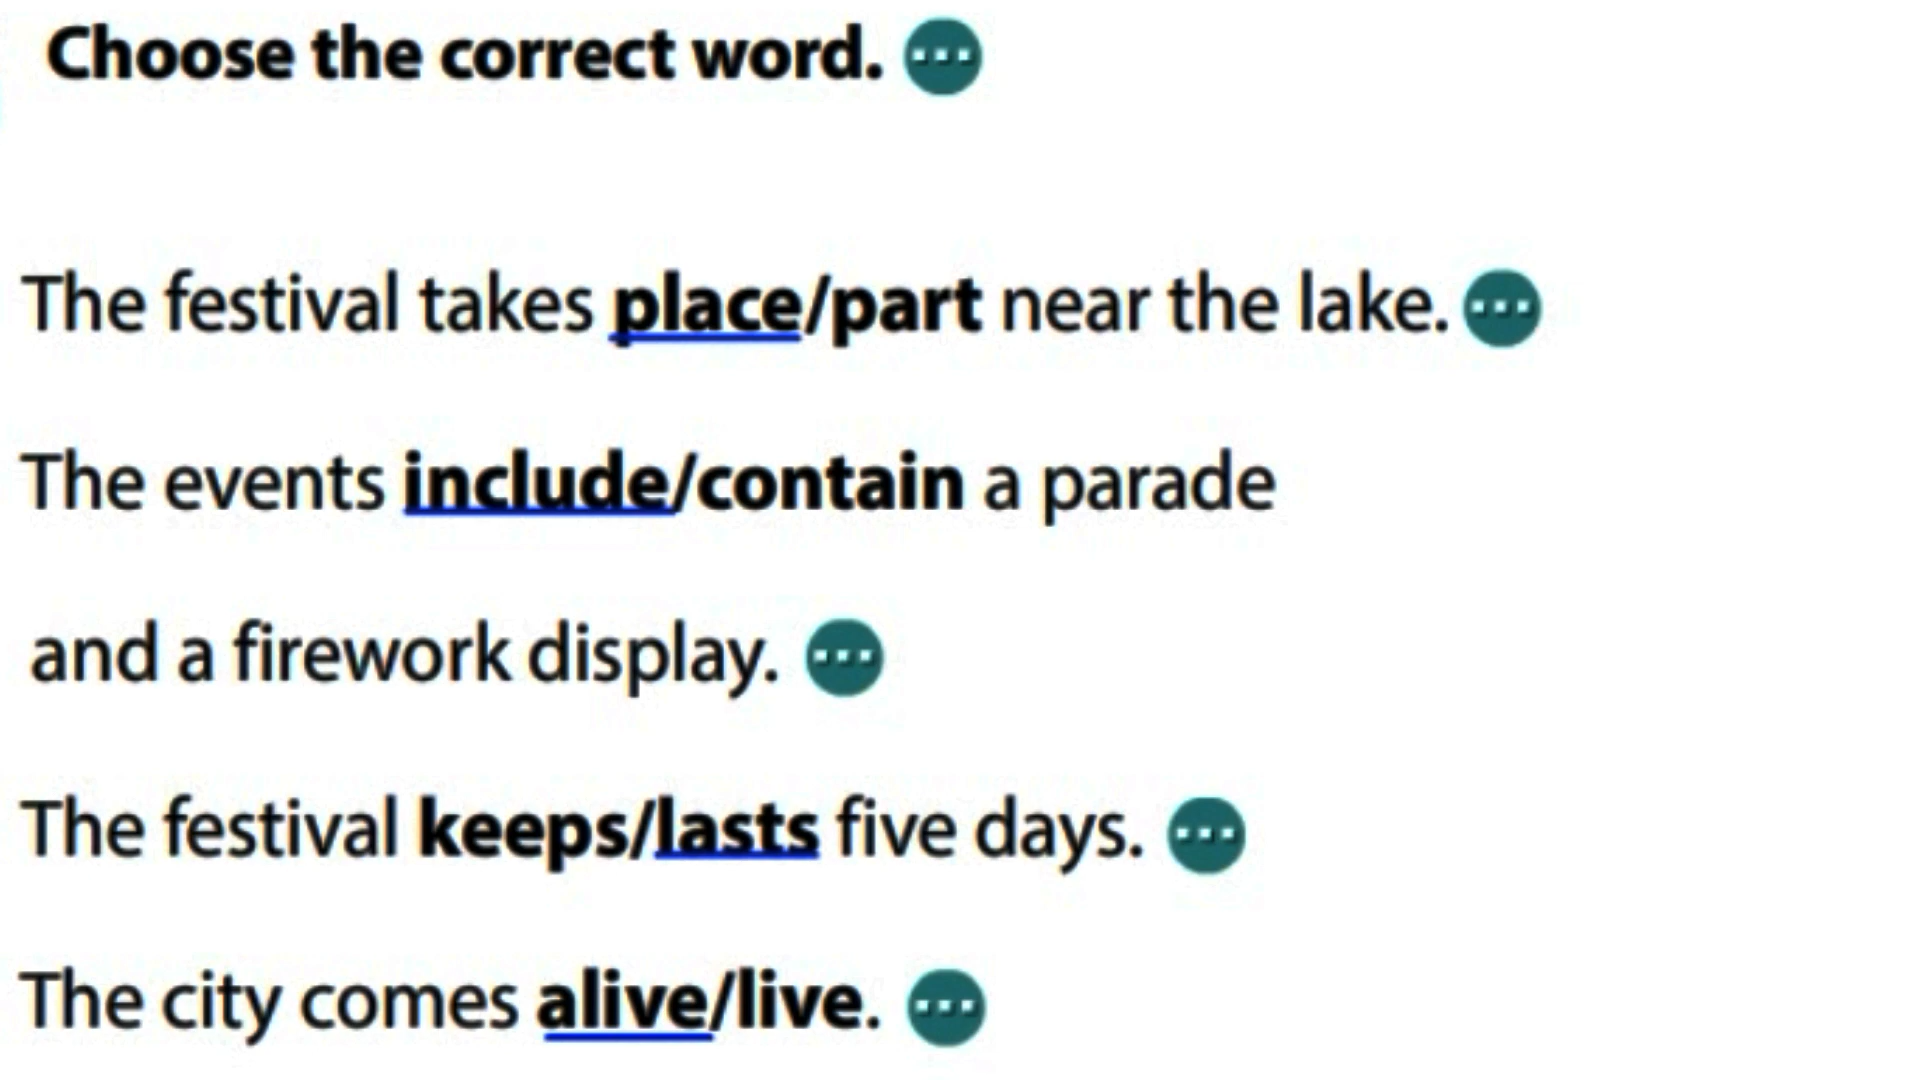 Choose the correct word.
The festival takes place/part near the lake.
The events include/contain a parade
and a firework display.
The festival keeps/lasts five days.
The city comes alive/live.